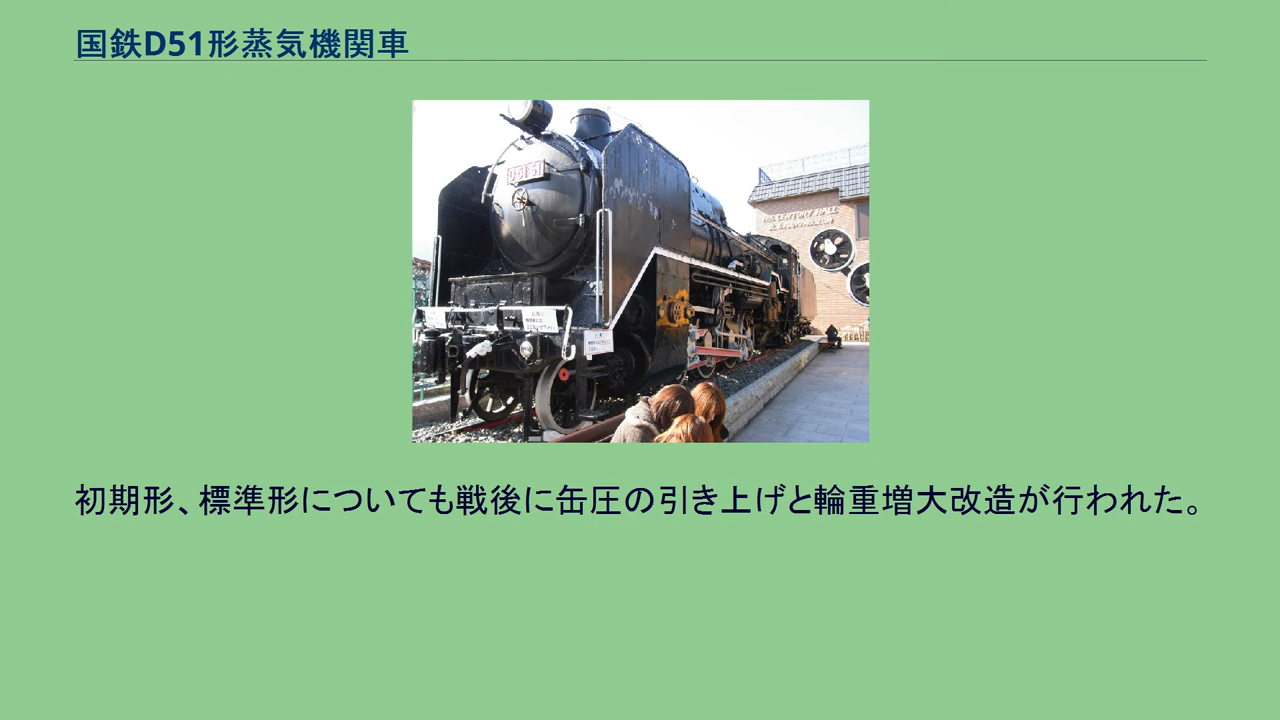 国鉄D51形蒸気機関車
D51 51
初期形、標準形についても戦後に缶圧の引き上げと輪重増大改造が行われた。